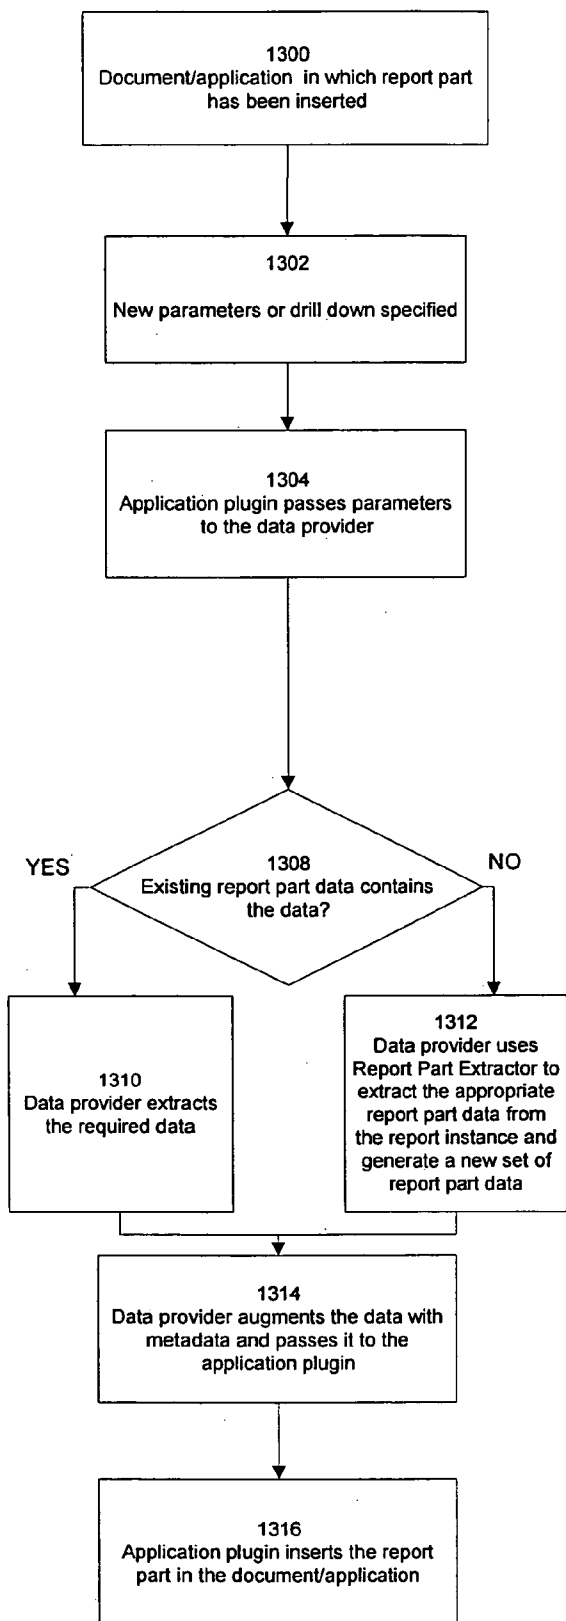 1300
Document/application in which report part
has been inserted
1302
New parameters or drill down specified
1304
Application plugin passes parameters
to the data provider
1308
Existing report part data contains
the data?
YES
NO
1310
Data provider extracts
the required data
1312
Data provider uses
Report Part Extractor to
extract the appropriate
report part data from
the report instance and
generate a new set of
report part data
1314
Data provider augments the data with
metadata and passes it to the
application plugin
1316
Application plugin inserts the report
part in the document/application